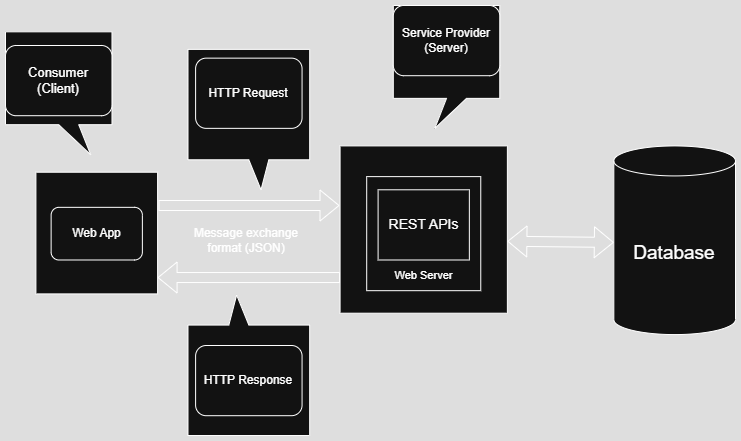 Consumer
(Client)
HTTP Request
Service Provider
(Server)
Web App
Message exchange
format (JSON)
REST APIs
Web Server
Database
HTTP Response